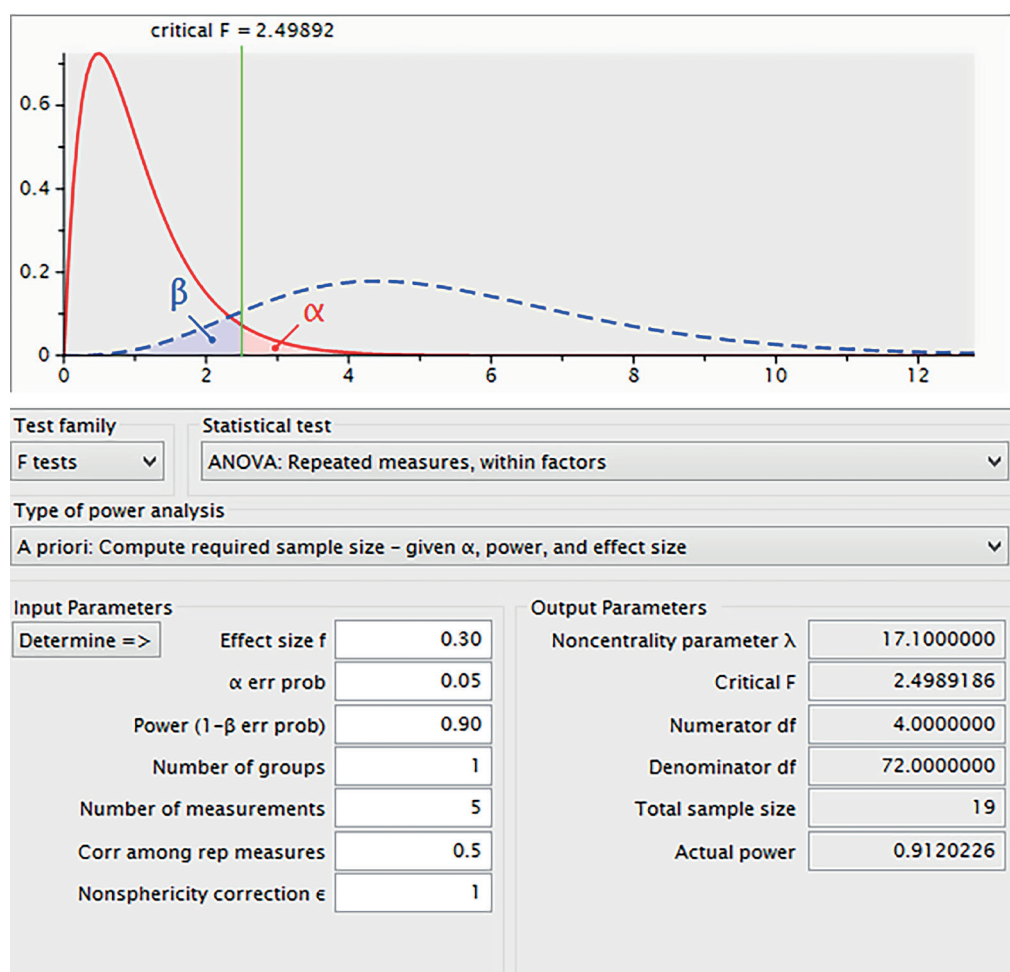 critical F = 2.49892
0.6
0.4
0.2
0
β
α
0 2 4 6 8 10 12
Test family
Statistical test
F tests
ANOVA: Repeated measures, within factors
Type of power analysis
A priori: Compute required sample size – given α, power, and effect size
Input Parameters
Output Parameters
Determine => Effect size f 0.30 Noncentrality parameter λ 17.1000000
α err prob 0.05 Critical F 2.4989186
Power (1-β err prob) 0.90 Numerator df 4.0000000
Number of groups 1 Denominator df 72.0000000
Number of measurements 5 Total sample size 19
Corr among rep measures 0.5 Actual power 0.9120226
Nonsphericity correction ϵ 1